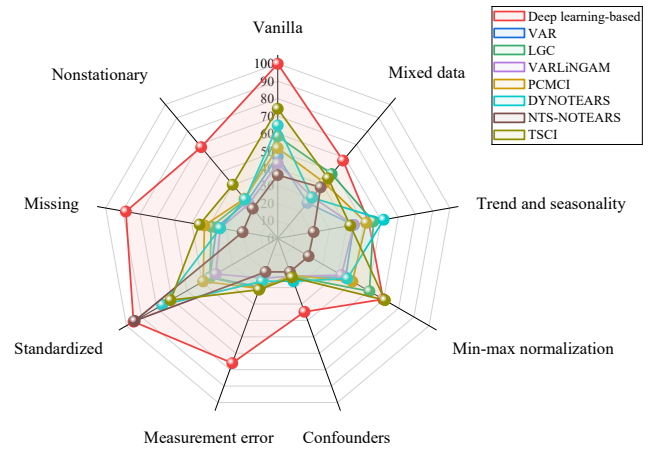 Vanilla
Mixed data
Trend and seasonality
Min-max normalization
Confounders
Measurement error
Standardized
Missing
Nonstationary
100
90
80
70
60
50
40
30
20
10
0
Deep learning-based
VAR
LGC
VARLiNGAM
PCMCI
DYNOTEARS
NTS-NOTEARS
TSCI